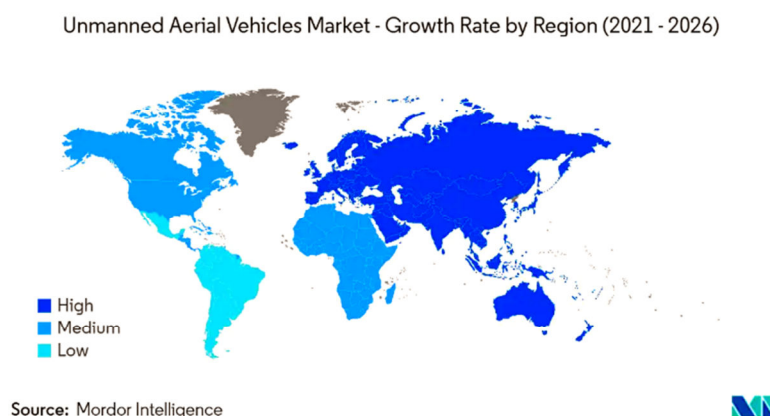 Unmanned Aerial Vehicles Market - Growth Rate by Region (2021 - 2026)
High
Medium
Low
Source: Mordor Intelligence